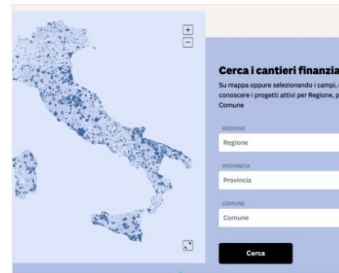 +
−
Cerca i cantieri finanzia
Su mappa oppure selezionando i campi,
conoscere i progetti attivi per Regione, p
Comune
REGIONE
Regione
PROVINCIA
Provincia
COMUNE
Comune
Cerca